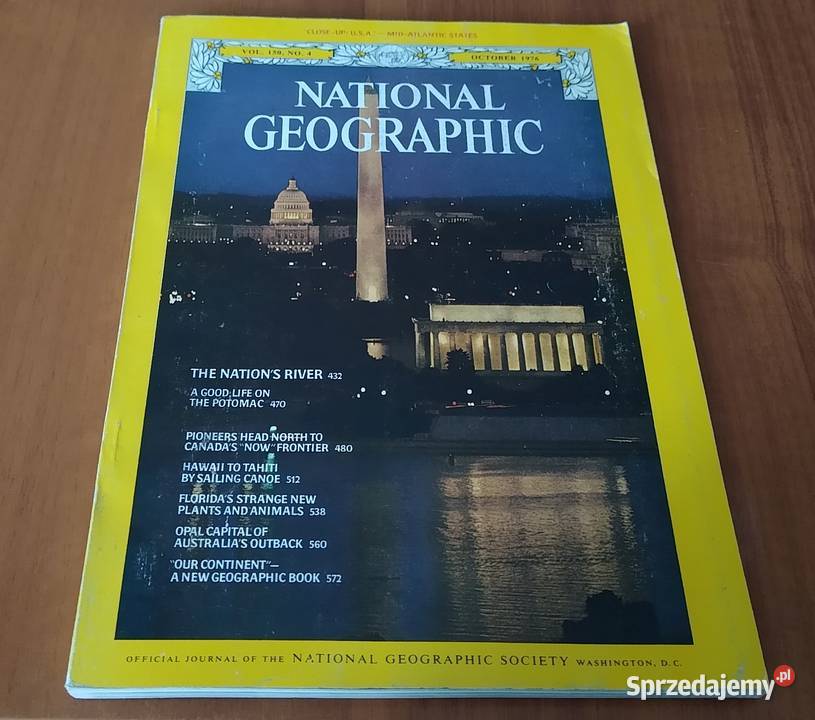 "CLOSE-UP: U.S.A." — MID-ATLANTIC STATES
VOL. 150, NO. 4
OCTOBER 1976
NATIONAL
GEOGRAPHIC
THE NATION'S RIVER 432
A GOOD LIFE ON
THE POTOMAC 470
PIONEERS HEAD NORTH TO
CANADA'S "NOW" FRONTIER 480
HAWAII TO TAHITI
BY SAILING CANOE 512
FLORIDA'S STRANGE NEW
PLANTS AND ANIMALS 538
OPAL CAPITAL OF
AUSTRALIA'S OUTBACK 560
"OUR CONTINENT"—
A NEW GEOGRAPHIC BOOK 572
OFFICIAL JOURNAL OF THE NATIONAL GEOGRAPHIC SOCIETY WASHINGTON, D.C.
Sprzedajemy.pl